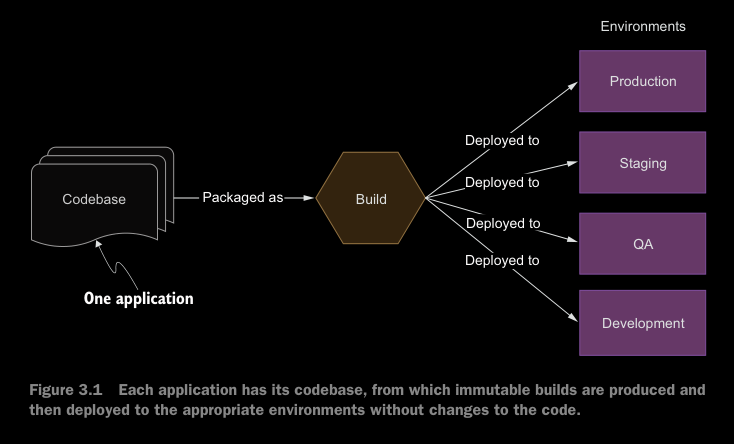 Environments
Production
Deployed to
Staging
Deployed to
Codebase
Packaged as
Build
Deployed to
QA
Deployed to
One application
Development
Figure 3.1 Each application has its codebase, from which immutable builds are produced and
then deployed to the appropriate environments without changes to the code.